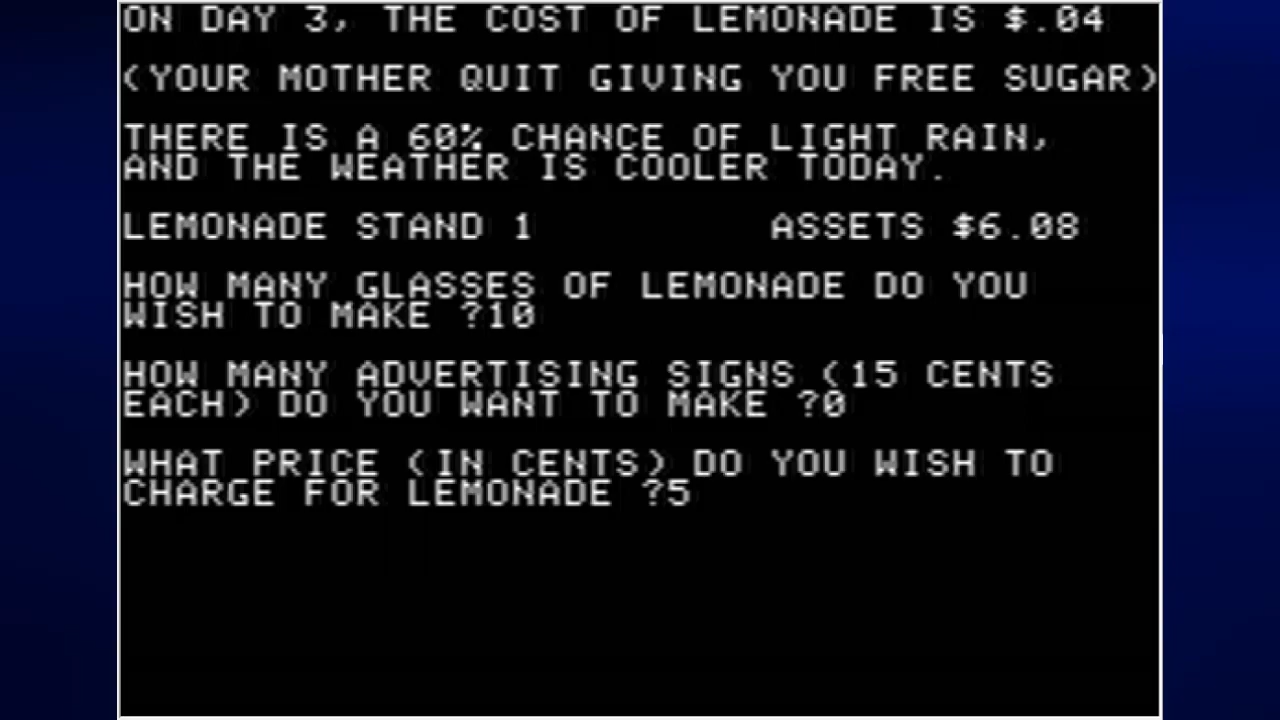 ON DAY 3, THE COST OF LEMONADE IS $.04
(YOUR MOTHER QUIT GIVING YOU FREE SUGAR)
THERE IS A 60% CHANCE OF LIGHT RAIN,
AND THE WEATHER IS COOLER TODAY.
LEMONADE STAND 1 ASSETS $6.08
HOW MANY GLASSES OF LEMONADE DO YOU
WISH TO MAKE ?10
HOW MANY ADVERTISING SIGNS (15 CENTS
EACH) DO YOU WANT TO MAKE ?0
WHAT PRICE (IN CENTS) DO YOU WISH TO
CHARGE FOR LEMONADE ?5